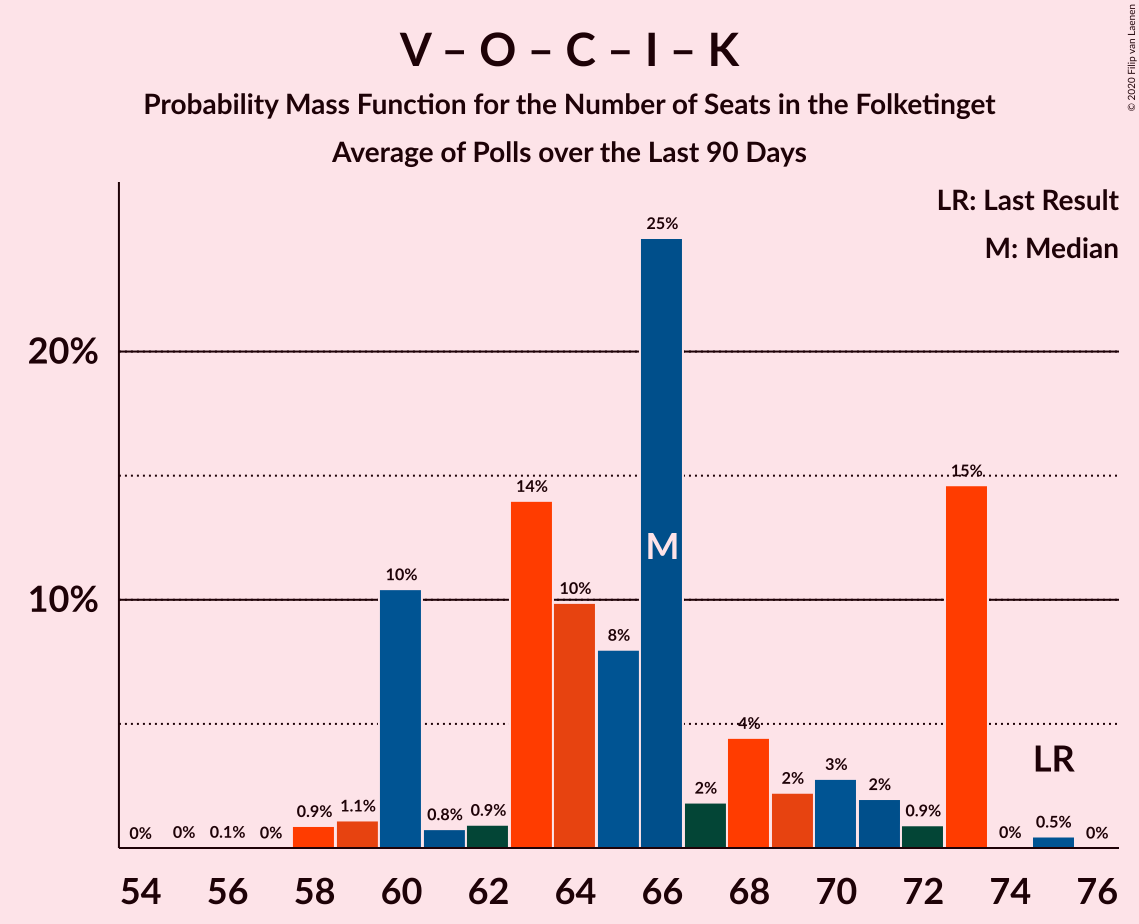 V – O – C – I – K
Probability Mass Function for the Number of Seats in the Folketinget
Average of Polls over the Last 90 Days
© 2020 Filip van Laenen
LR: Last Result
M: Median
20%
10%
0%
0%
0.1%
0%
0.9%
1.1%
10%
0.8%
0.9%
14%
10%
8%
25%
2%
4%
2%
3%
2%
0.9%
15%
0%
0.5%
0%
M
LR
54 56 58 60 62 64 66 68 70 72 74 76